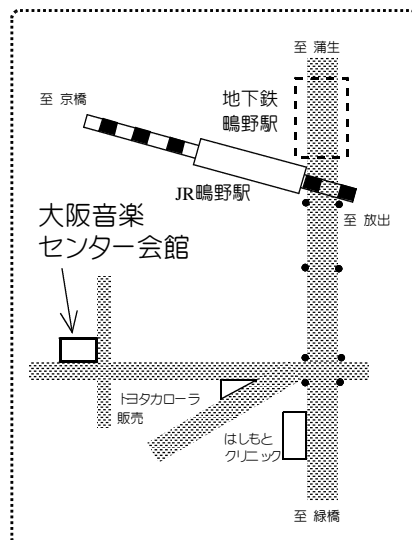 至 蒲生
至 京橋
地下鉄
鴫野駅
JR鴫野駅
至 放出
大阪音楽
センター会館
トヨタカローラ
販売
はしもと
クリニック
至 緑橋